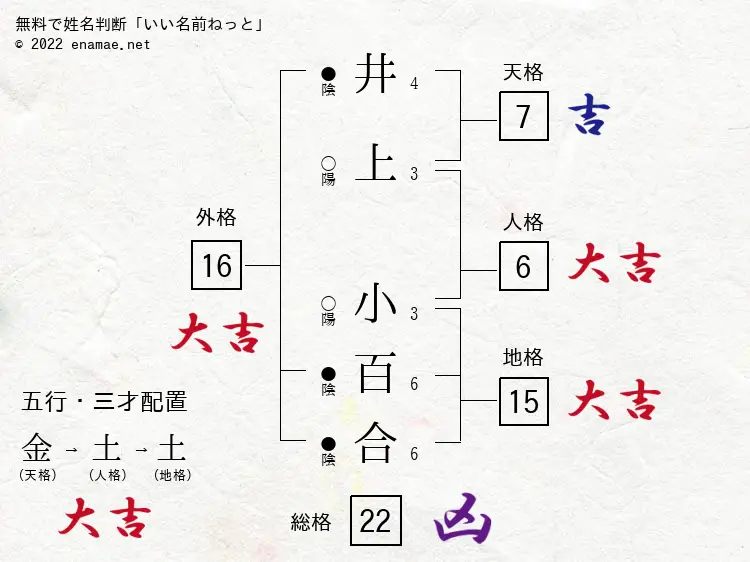 無料で姓名判断「いい名前ねっと」
© 2022 enamae.net
●陰 井 4
○陽 上 3
○陽 小 3
●陰 百 6
●陰 合 6
天格
7 吉
人格
6 大吉
地格
15 大吉
外格
16
大吉
五行・三才配置
金→土→土
(天格) (人格) (地格)
大吉
総格 22 凶